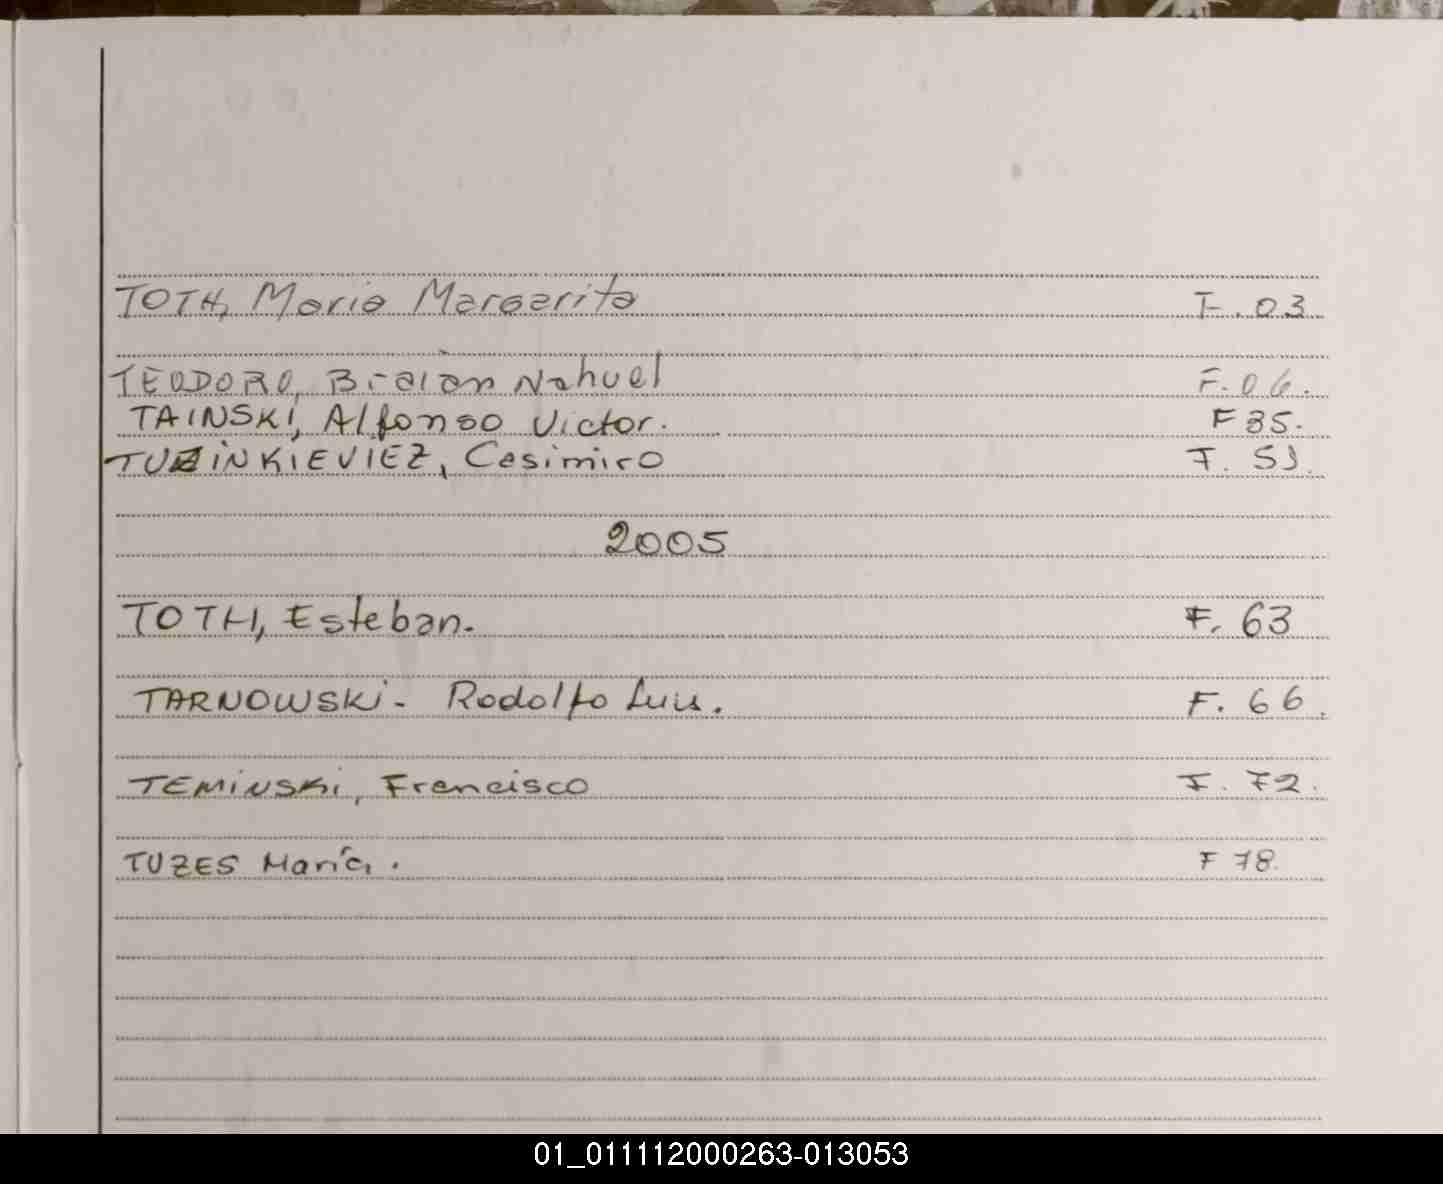 TOTH, Maria Margarita F. 03
TEODORO, Braian Nahuel F. 06.
TAINSKI, Alfonso Victor. F 35.
TUZINKIEVIEZ, Casimiro F. 51.
2005
TOTH, Esteban. F. 63
TARNOWSKI - Rodolfo Luis. F. 66.
TEMINSKI, Francisco F. 72.
TUZES María. F 78.
01_011112000263-013053